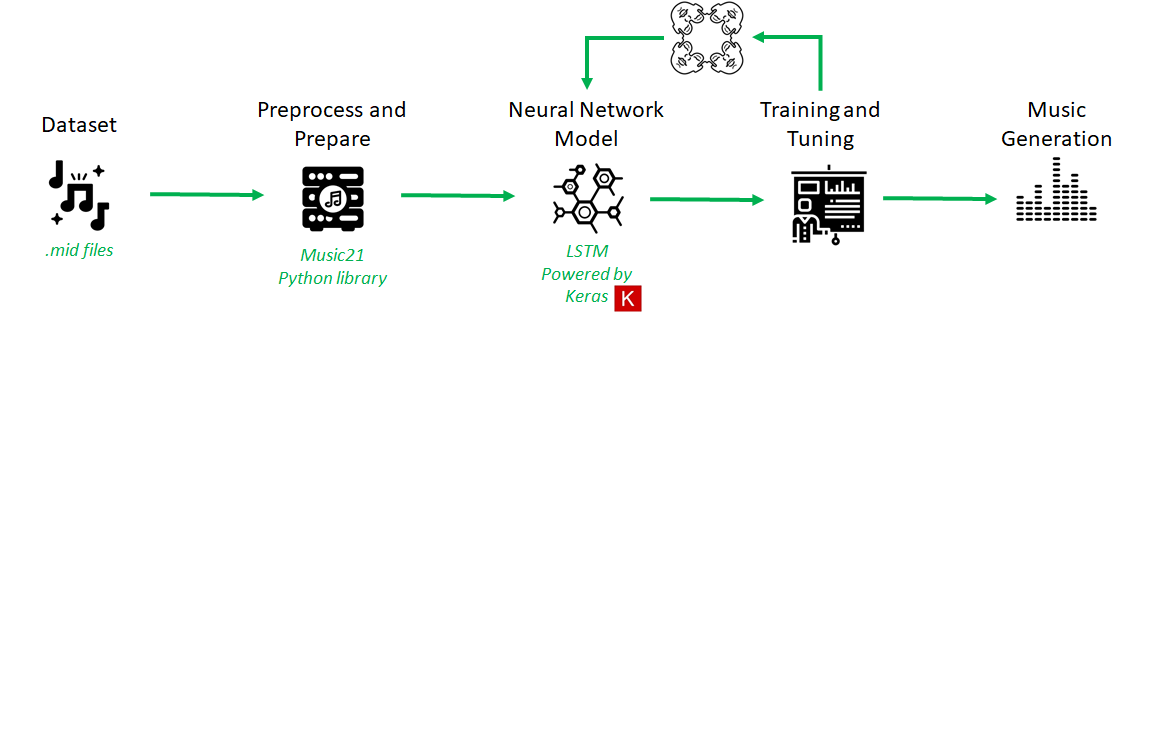 Dataset
.mid files
Preprocess and
Prepare
Music21
Python library
Neural Network
Model
LSTM
Powered by
Keras K
Training and
Tuning
Music
Generation